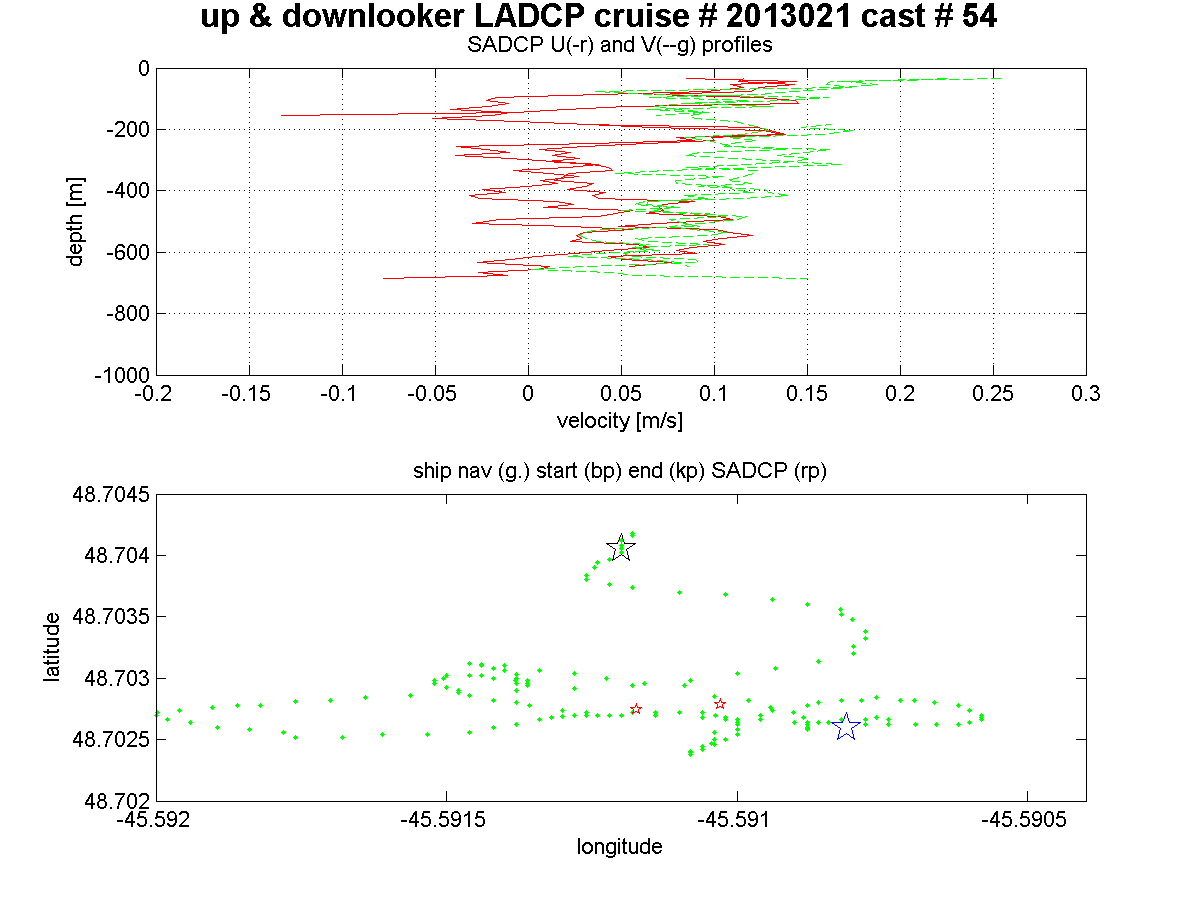 up & downlooker LADCP cruise # 2013021 cast # 54
SADCP U(-r) and V(--g) profiles
0
-200
-400
-600
-800
-1000
depth [m]
-0.2 -0.15 -0.1 -0.05 0 0.05 0.1 0.15 0.2 0.25 0.3
velocity [m/s]
ship nav (g.) start (bp) end (kp) SADCP (rp)
48.7045
48.704
48.7035
48.703
48.7025
48.702
latitude
-45.592 -45.5915 -45.591 -45.5905
longitude